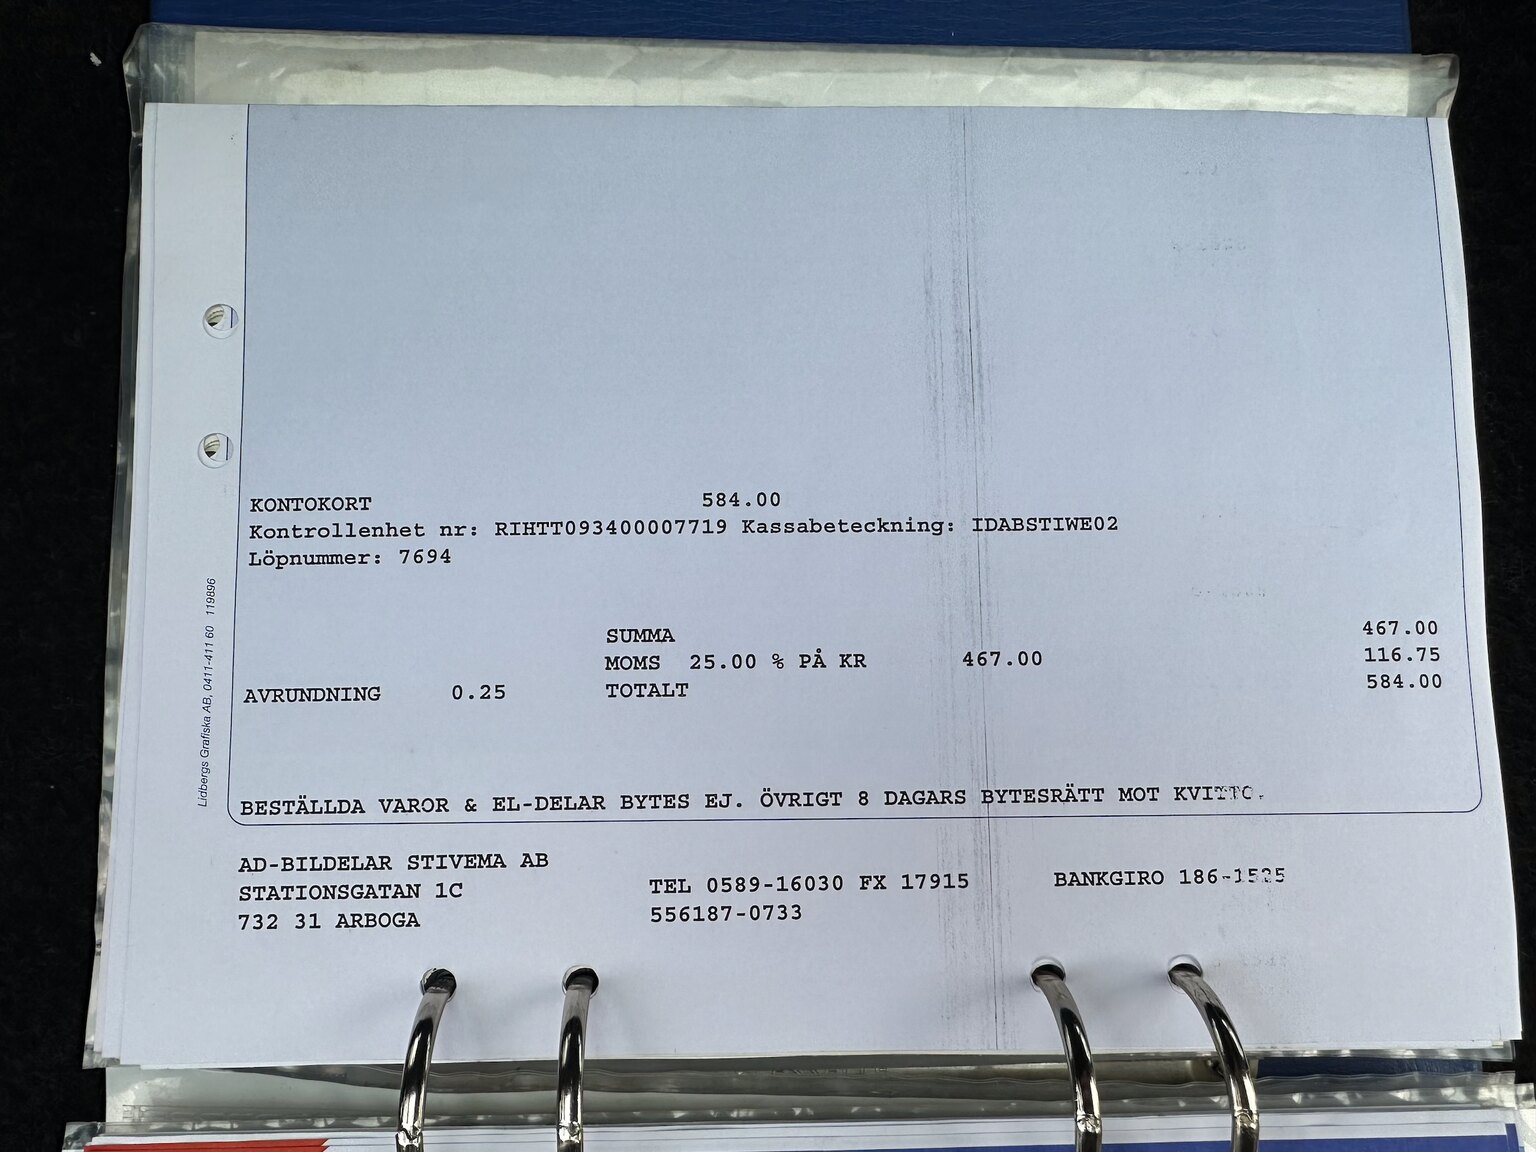 KONTOKORT 584.00
Kontrollenhet nr: RIHTT093400007719 Kassabeteckning: IDABSTIWE02
Löpnummer: 7694
SUMMA 467.00
MOMS 25.00 % PÅ KR 467.00 116.75
AVRUNDNING 0.25 TOTALT 584.00
BESTÄLLDA VAROR & EL-DELAR BYTES EJ. ÖVRIGT 8 DAGARS BYTESRÄTT MOT KVITTO.
AD-BILDELAR STIVEMA AB
STATIONSGATAN 1C TEL 0589-16030 FX 17915 BANKGIRO 186-1525
732 31 ARBOGA 556187-0733
Lidbergs Grafiska AB, 0411-411 60 119896